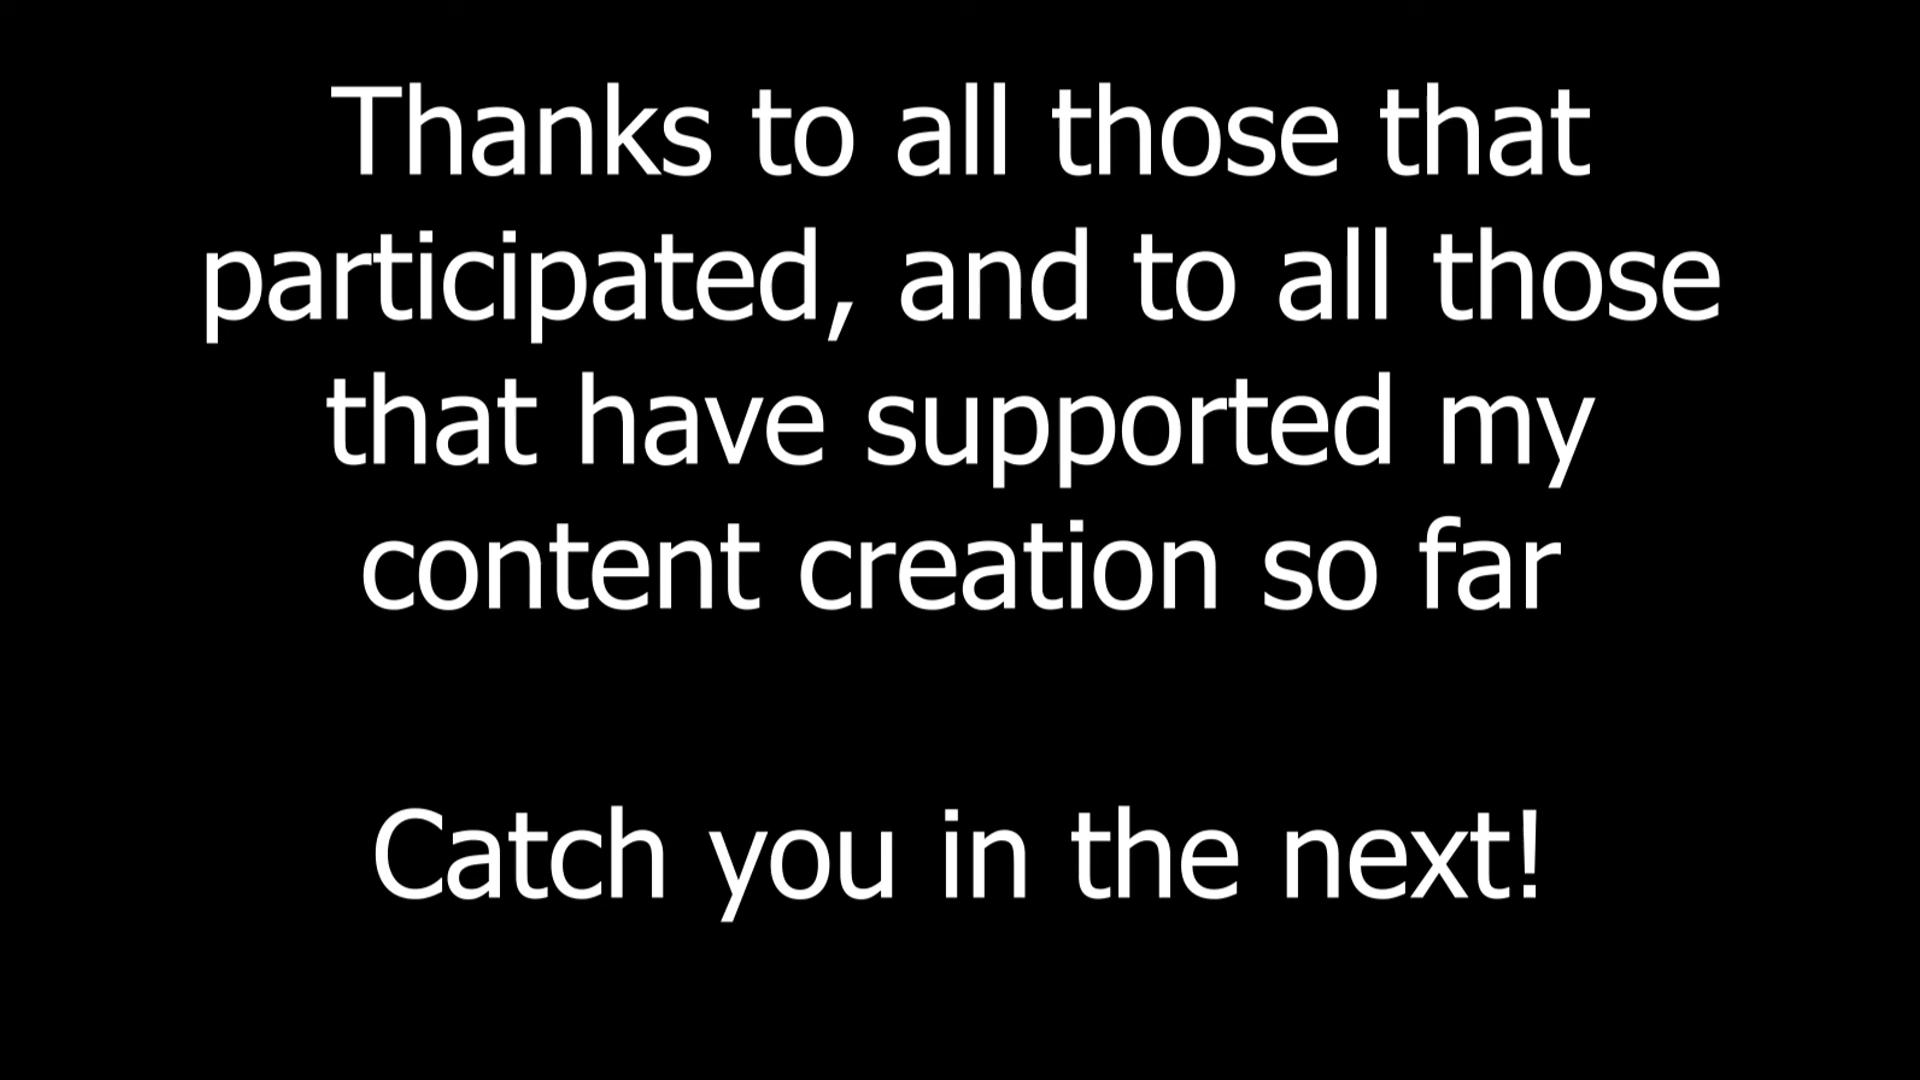 Thanks to all those that
participated, and to all those
that have supported my
content creation so far
Catch you in the next!